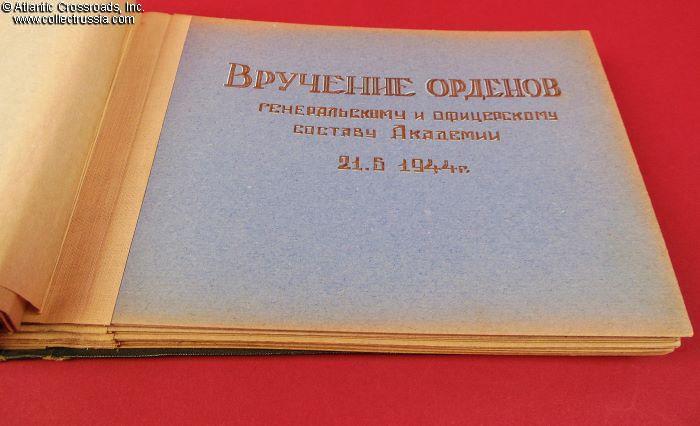 © Atlantic Crossroads, Inc.
www.collectrussia.com
Вручение орденов
генеральскому и офицерскому
составу Академии
21.5 1944г.